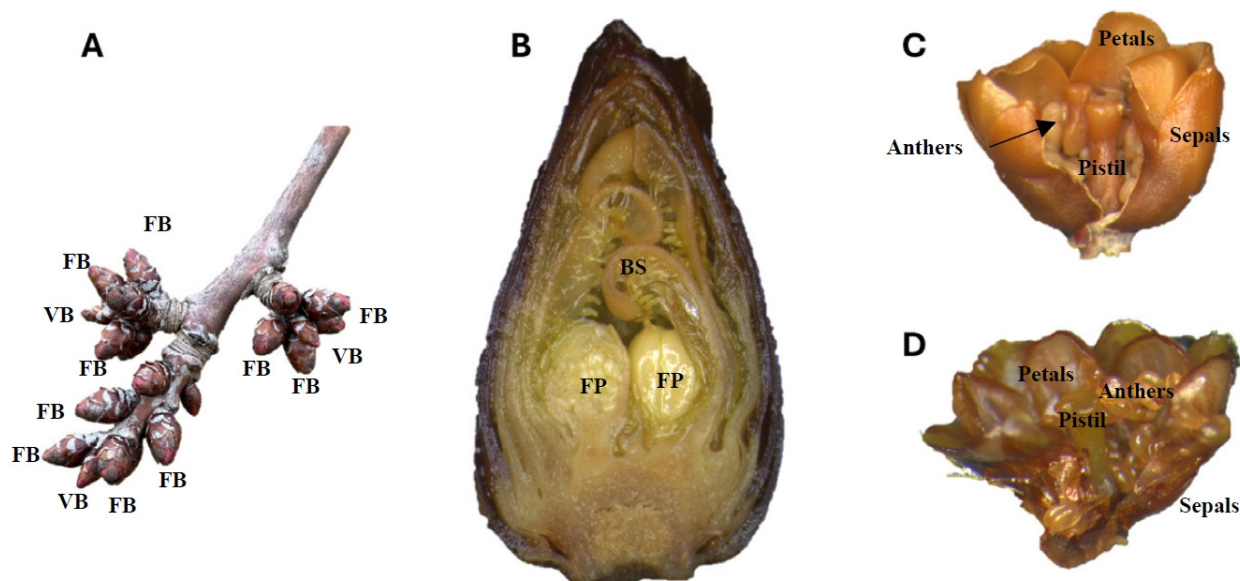 A
FB
FB
VB
FB
FB
VB
FB
FB
FB
FB
FB
VB
FB
B
BS
FP
FP
C
Petals
Anthers
Sepals
Pistil
D
Petals
Anthers
Pistil
Sepals